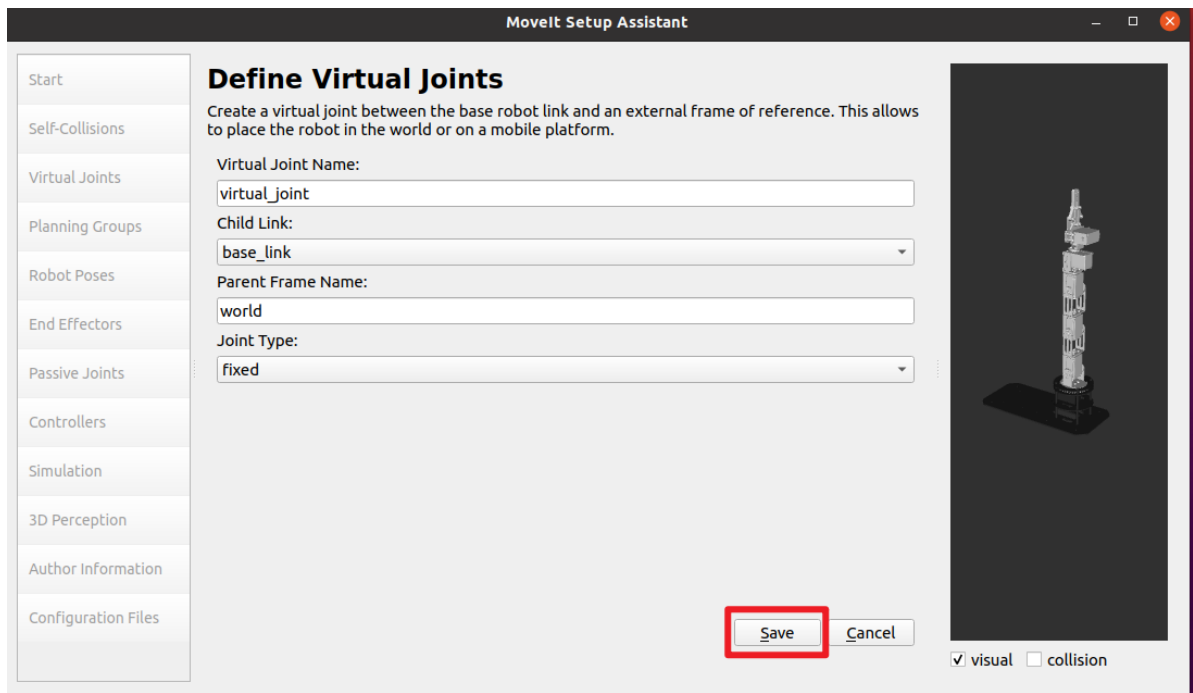 MoveIt Setup Assistant
Start
Self-Collisions
Virtual Joints
Planning Groups
Robot Poses
End Effectors
Passive Joints
Controllers
Simulation
3D Perception
Author Information
Configuration Files
Define Virtual Joints
Create a virtual joint between the base robot link and an external frame of reference. This allows
to place the robot in the world or on a mobile platform.
Virtual Joint Name:
virtual_joint
Child Link:
base_link
Parent Frame Name:
world
Joint Type:
fixed
Save Cancel
visual collision